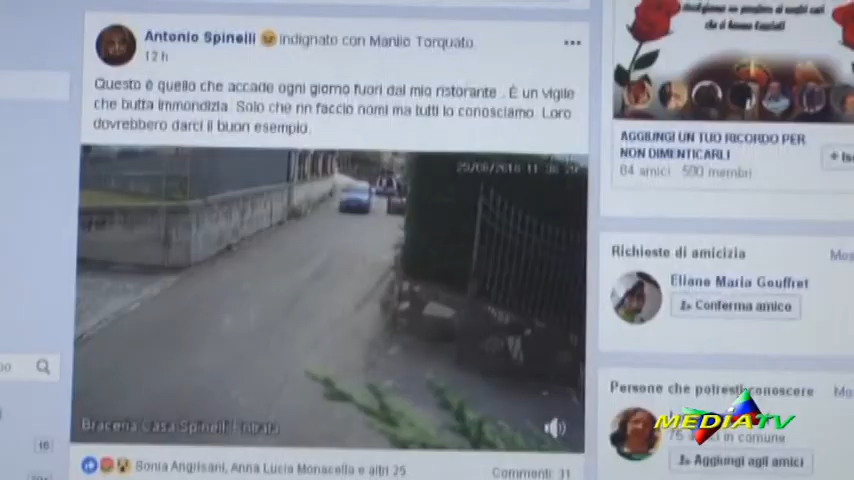 Antonio Spinelli indignato con Manlio Torquato.
12 h
Questo è quello che accade ogni giorno fuori dal mio ristorante . È un vigile
che butta immondizia. Solo che nn faccio nomi ma tutti lo conosciamo. Loro
dovrebbero darci il buon esempio.
Bracena Casa Spinelli Entrata
Sonia Angrisani, Anna Lucia Monacella e altri 25
Commenti: 31
AGGIUNGI UN TUO RICORDO PER
NON DIMENTICARLI
84 amici 590 membri
Richieste di amicizia
Eliane Maria Gouffret
Conferma amico
Persone che potresti conoscere
MEDIATV
in comune
Aggiungi agli amici